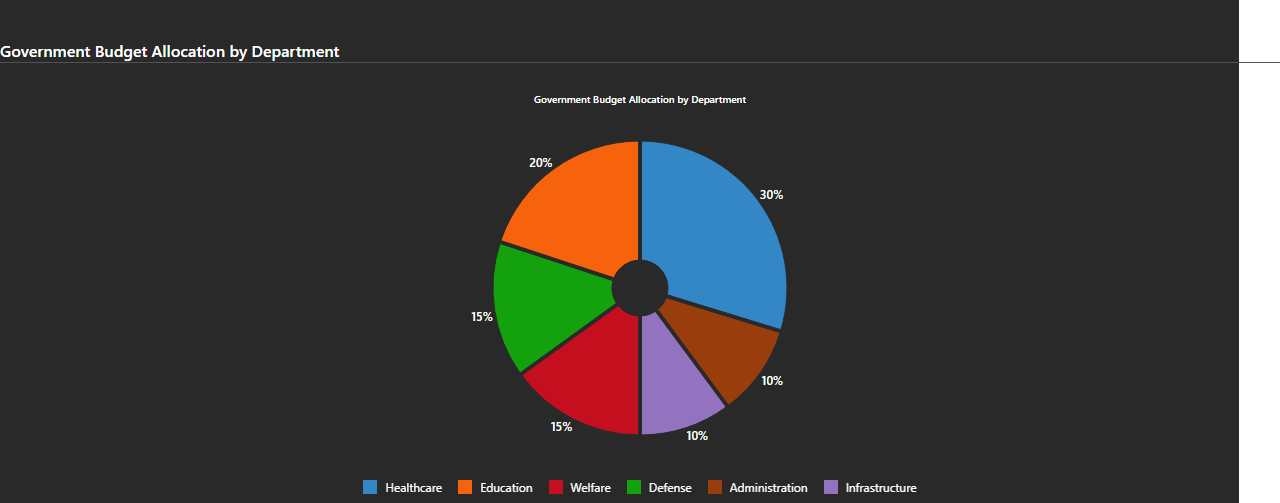 Government Budget Allocation by Department
Government Budget Allocation by Department
20%
30%
15%
10%
15%
10%
Healthcare Education Welfare Defense Administration Infrastructure